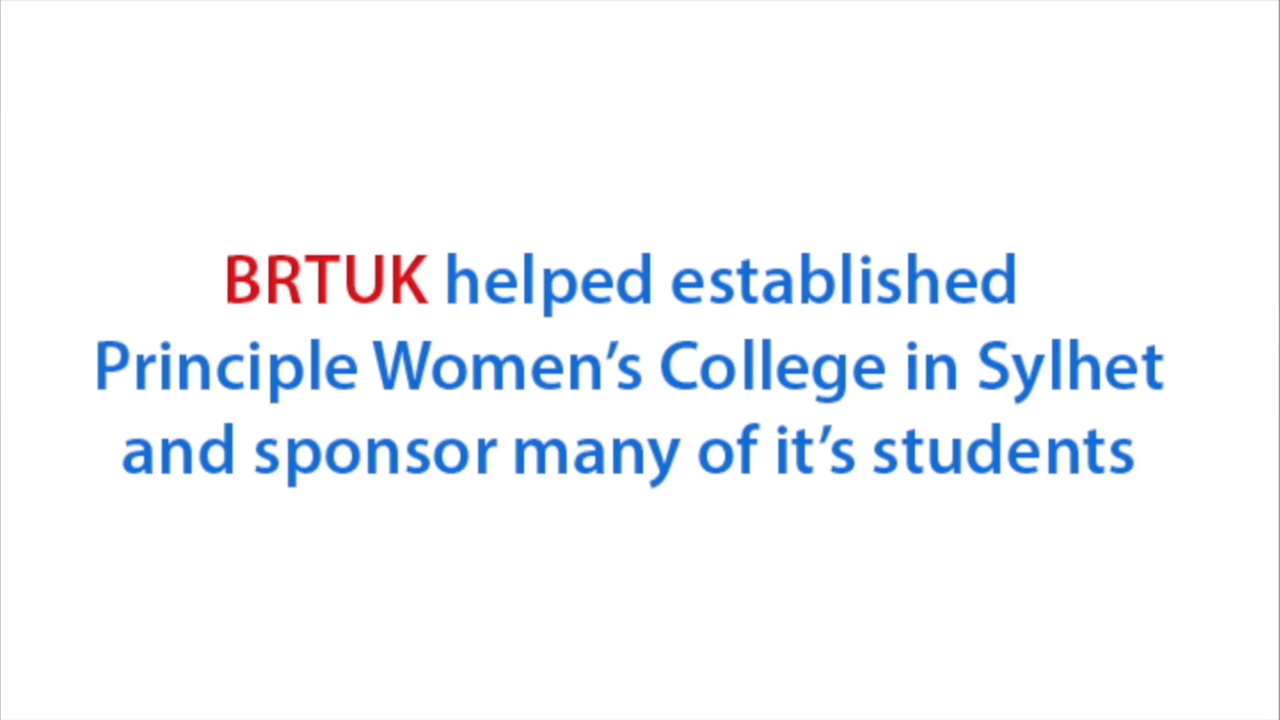 BRTUK helped established
Principle Women’s College in Sylhet
and sponsor many of it’s students